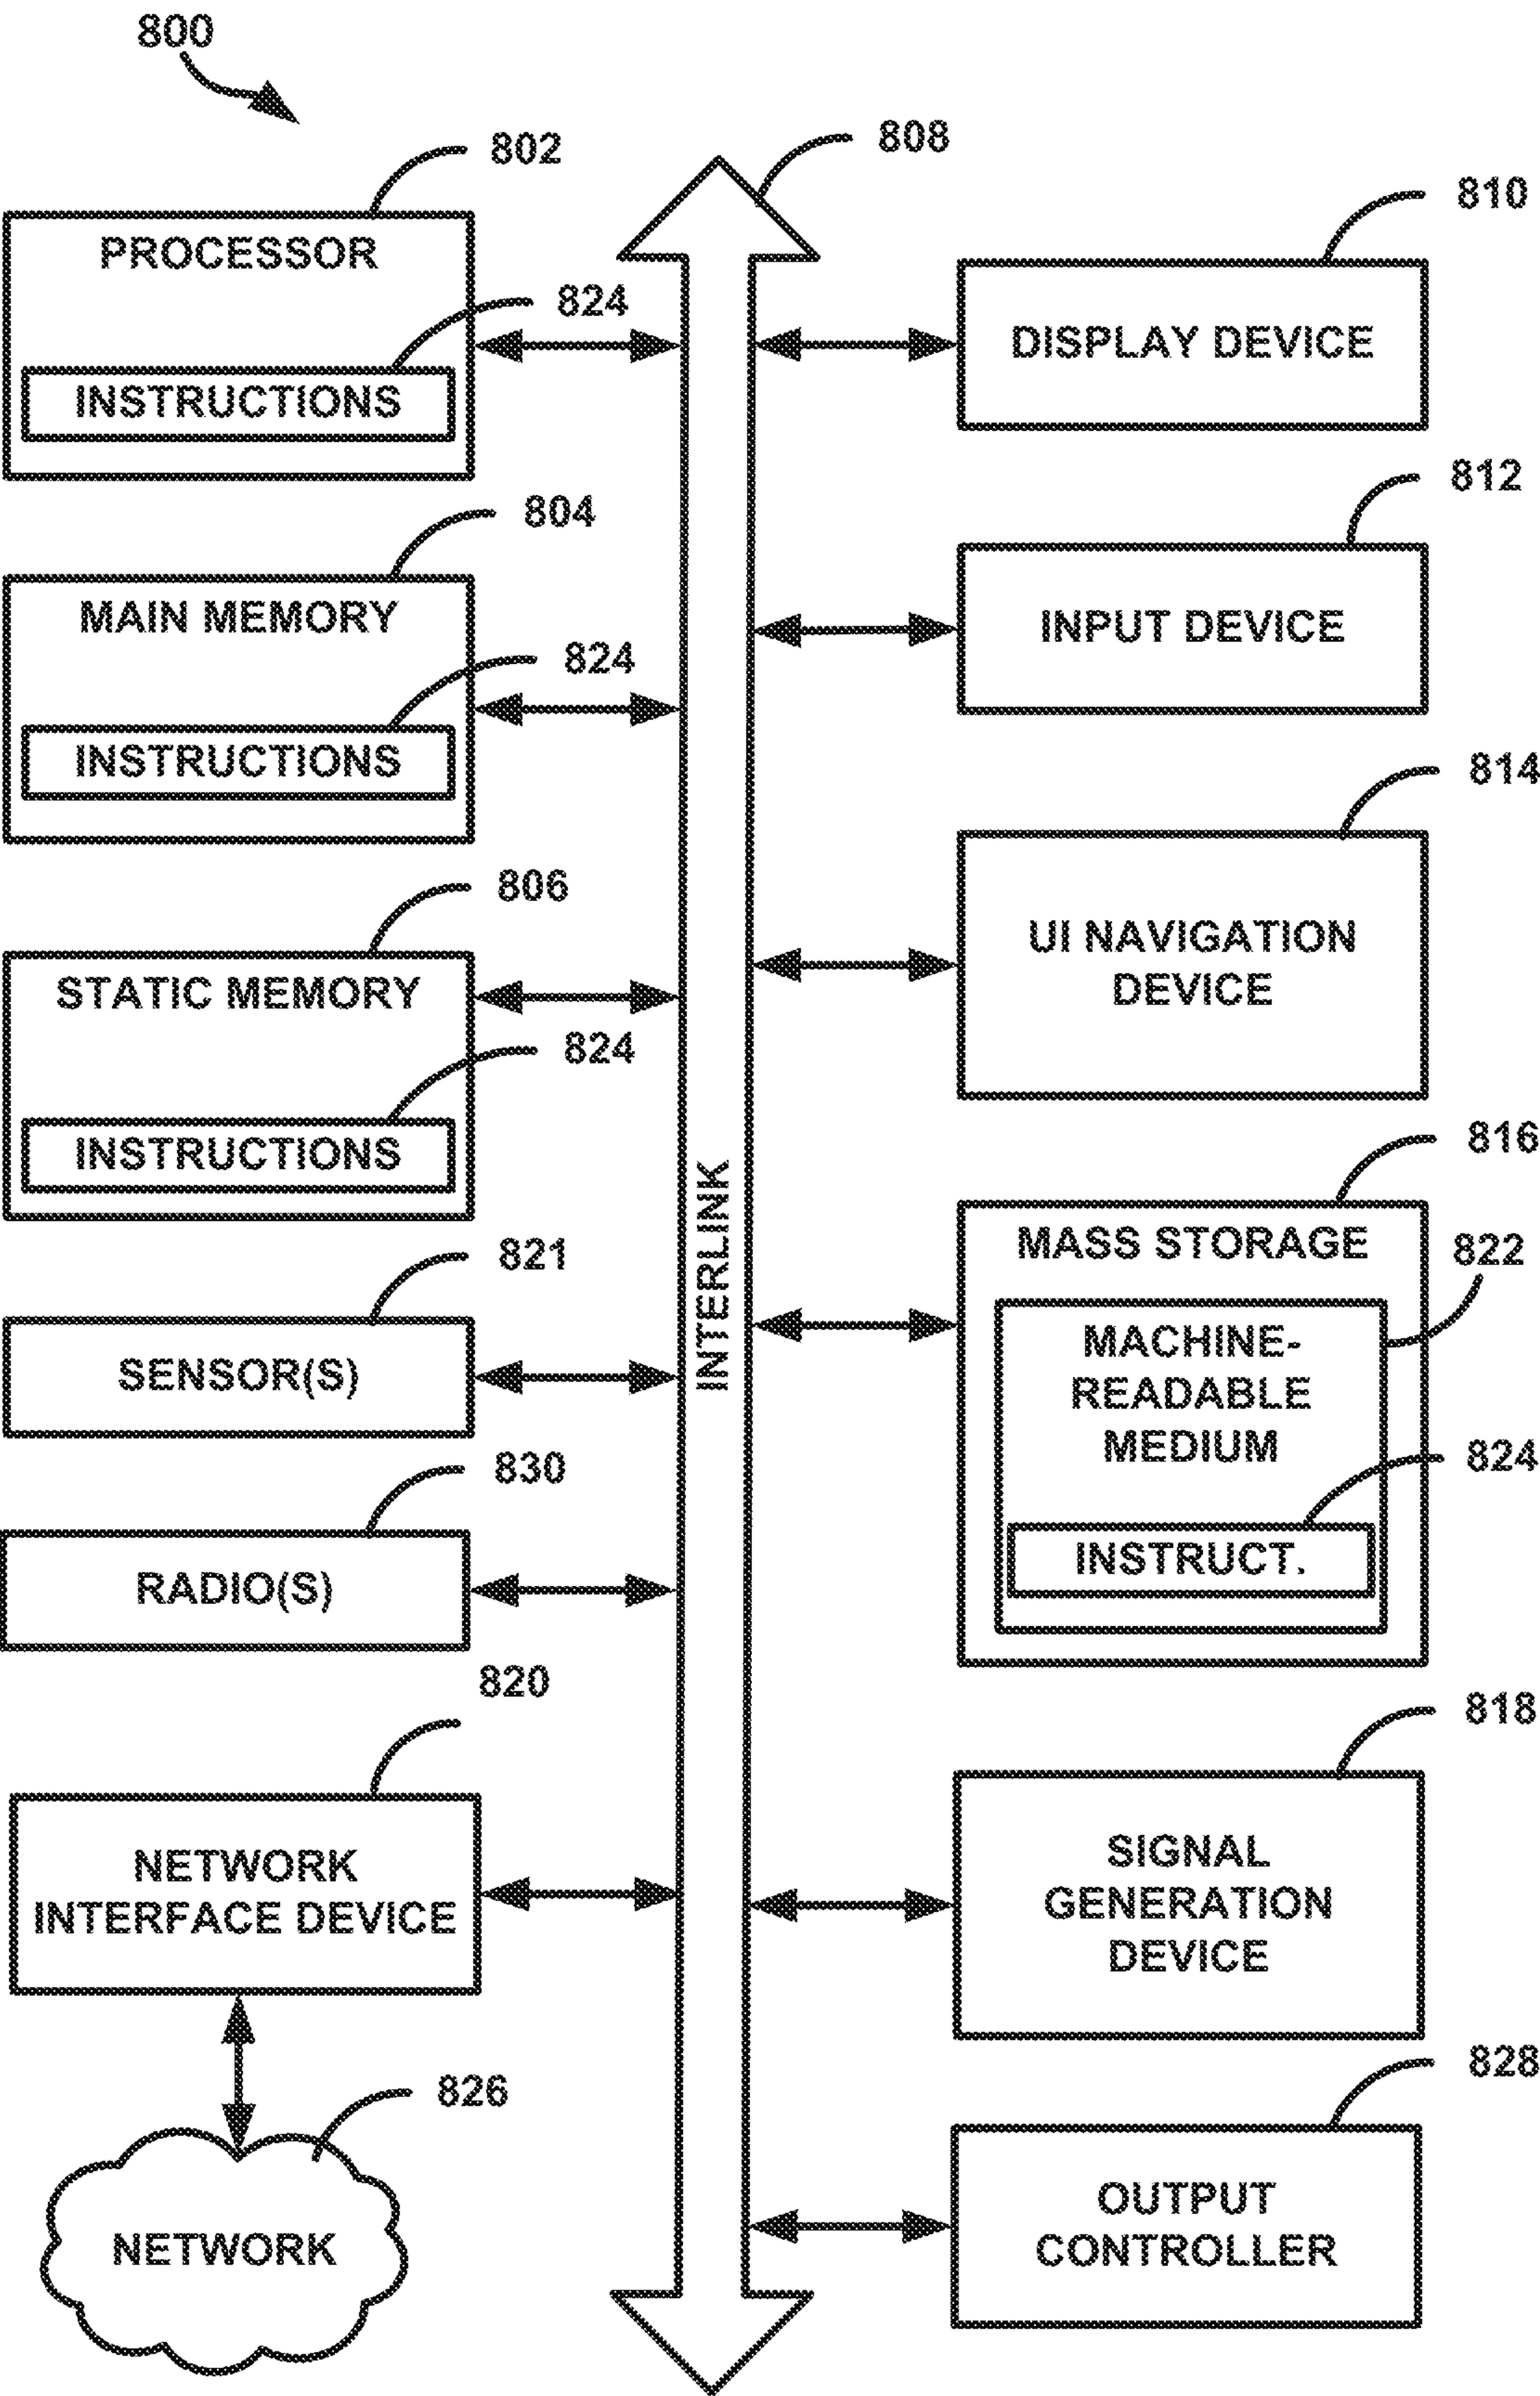 800
802
PROCESSOR
824
INSTRUCTIONS
804
MAIN MEMORY
824
INSTRUCTIONS
806
STATIC MEMORY
824
INSTRUCTIONS
821
SENSOR(S)
830
RADIO(S)
820
NETWORK
INTERFACE DEVICE
826
NETWORK
808
INTERLINK
810
DISPLAY DEVICE
812
INPUT DEVICE
814
UI NAVIGATION
DEVICE
816
MASS STORAGE
822
MACHINE-
READABLE
MEDIUM
824
INSTRUCT.
818
SIGNAL
GENERATION
DEVICE
828
OUTPUT
CONTROLLER